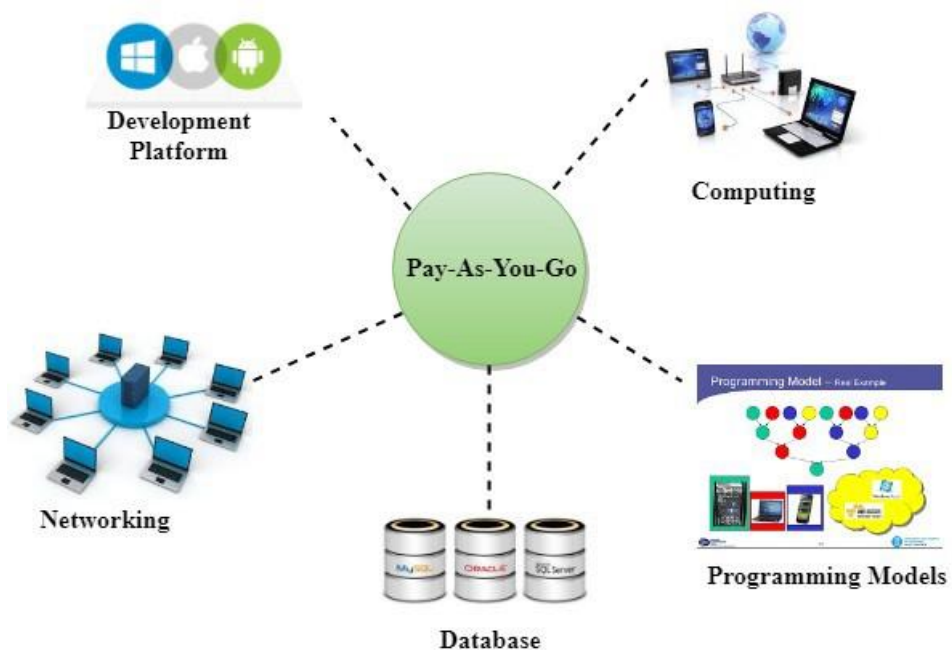 Development
Platform
Computing
Pay-As-You-Go
Networking
Programming Model – Real Example
MySQL
ORACLE
SQL Server
Database
Programming Models